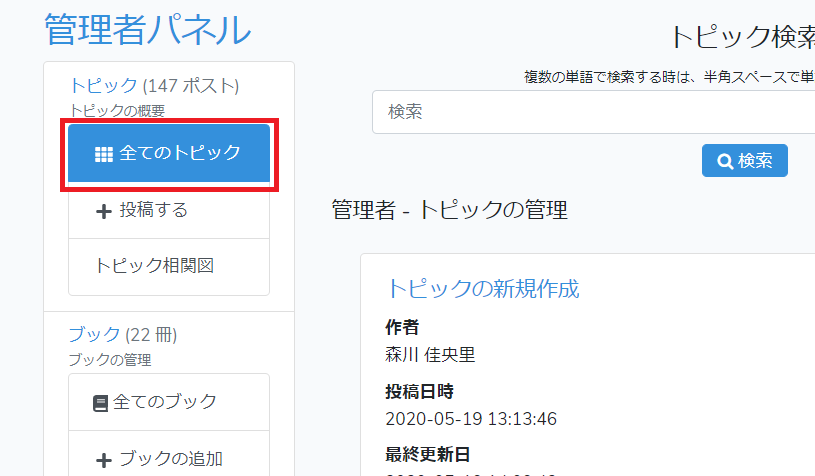 管理者パネル
トピック (147 ポスト)
トピックの概要
全てのトピック
投稿する
トピック相関図
ブック (22 冊)
ブックの管理
全てのブック
ブックの追加
トピック検索
複数の単語で検索する時は、半角スペースで単
検索
検索
管理者 - トピックの管理
トピックの新規作成
作者
森川 佳央里
投稿日時
2020-05-19 13:13:46
最終更新日